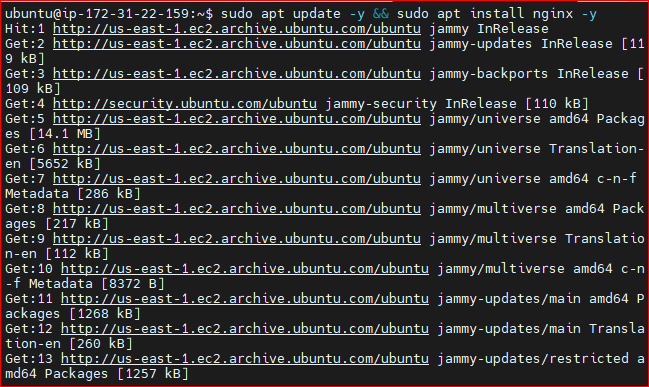 ubuntu@ip-172-31-22-159:~$ sudo apt update -y && sudo apt install nginx -y
Hit:1 http://us-east-1.ec2.archive.ubuntu.com/ubuntu jammy InRelease
Get:2 http://us-east-1.ec2.archive.ubuntu.com/ubuntu jammy-updates InRelease [11
9 kB]
Get:3 http://us-east-1.ec2.archive.ubuntu.com/ubuntu jammy-backports InRelease [
109 kB]
Get:4 http://security.ubuntu.com/ubuntu jammy-security InRelease [110 kB]
Get:5 http://us-east-1.ec2.archive.ubuntu.com/ubuntu jammy/universe amd64 Packag
es [14.1 MB]
Get:6 http://us-east-1.ec2.archive.ubuntu.com/ubuntu jammy/universe Translation-
en [5652 kB]
Get:7 http://us-east-1.ec2.archive.ubuntu.com/ubuntu jammy/universe amd64 c-n-f
Metadata [286 kB]
Get:8 http://us-east-1.ec2.archive.ubuntu.com/ubuntu jammy/multiverse amd64 Pack
ages [217 kB]
Get:9 http://us-east-1.ec2.archive.ubuntu.com/ubuntu jammy/multiverse Translatio
n-en [112 kB]
Get:10 http://us-east-1.ec2.archive.ubuntu.com/ubuntu jammy/multiverse amd64 c-n
-f Metadata [8372 B]
Get:11 http://us-east-1.ec2.archive.ubuntu.com/ubuntu jammy-updates/main amd64 P
ackages [1268 kB]
Get:12 http://us-east-1.ec2.archive.ubuntu.com/ubuntu jammy-updates/main Transla
tion-en [260 kB]
Get:13 http://us-east-1.ec2.archive.ubuntu.com/ubuntu jammy-updates/restricted a
md64 Packages [1257 kB]